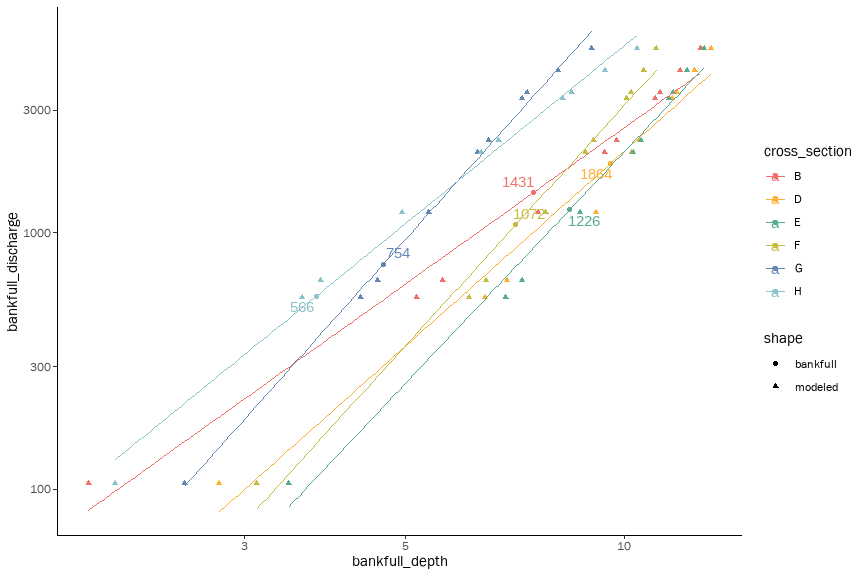 3000
1000
300
100
bankfull_discharge
1431
1864
1072
1226
754
566
3
5
10
bankfull_depth
cross_section
a B
a D
a E
a F
a G
a H
shape
bankfull
modeled